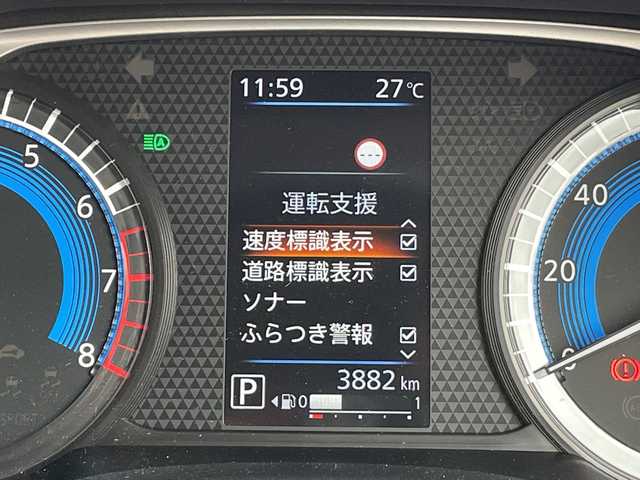 11:59 27℃
運転支援
速度標識表示
道路標識表示
ソナー
ふらつき警報
P 3882 km
0 1
5
6
7
8
40
20
0
A